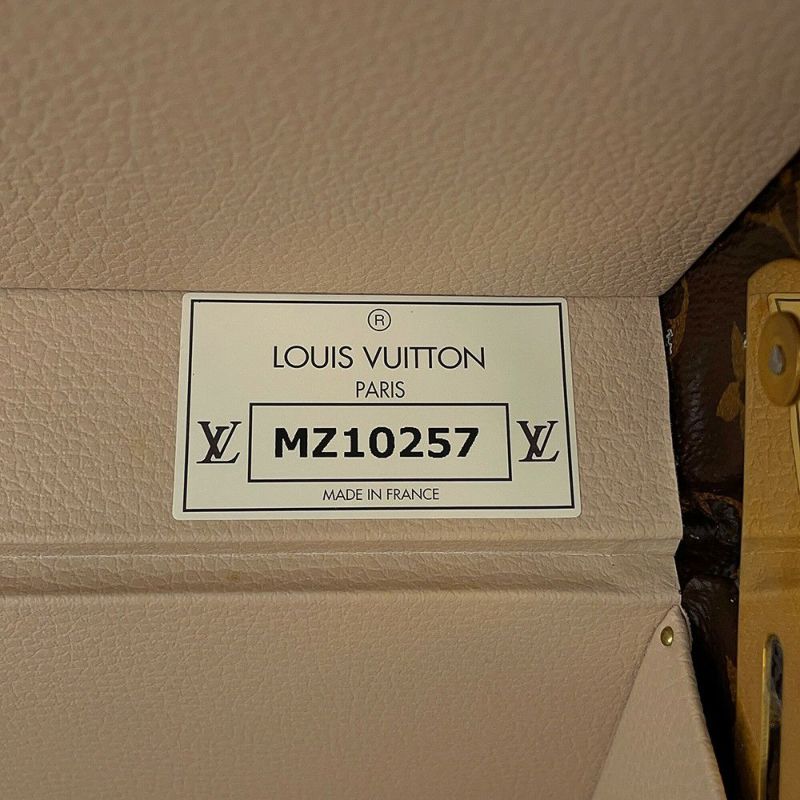 ®
LOUIS VUITTON
PARIS
LV MZ10257 LV
MADE IN FRANCE